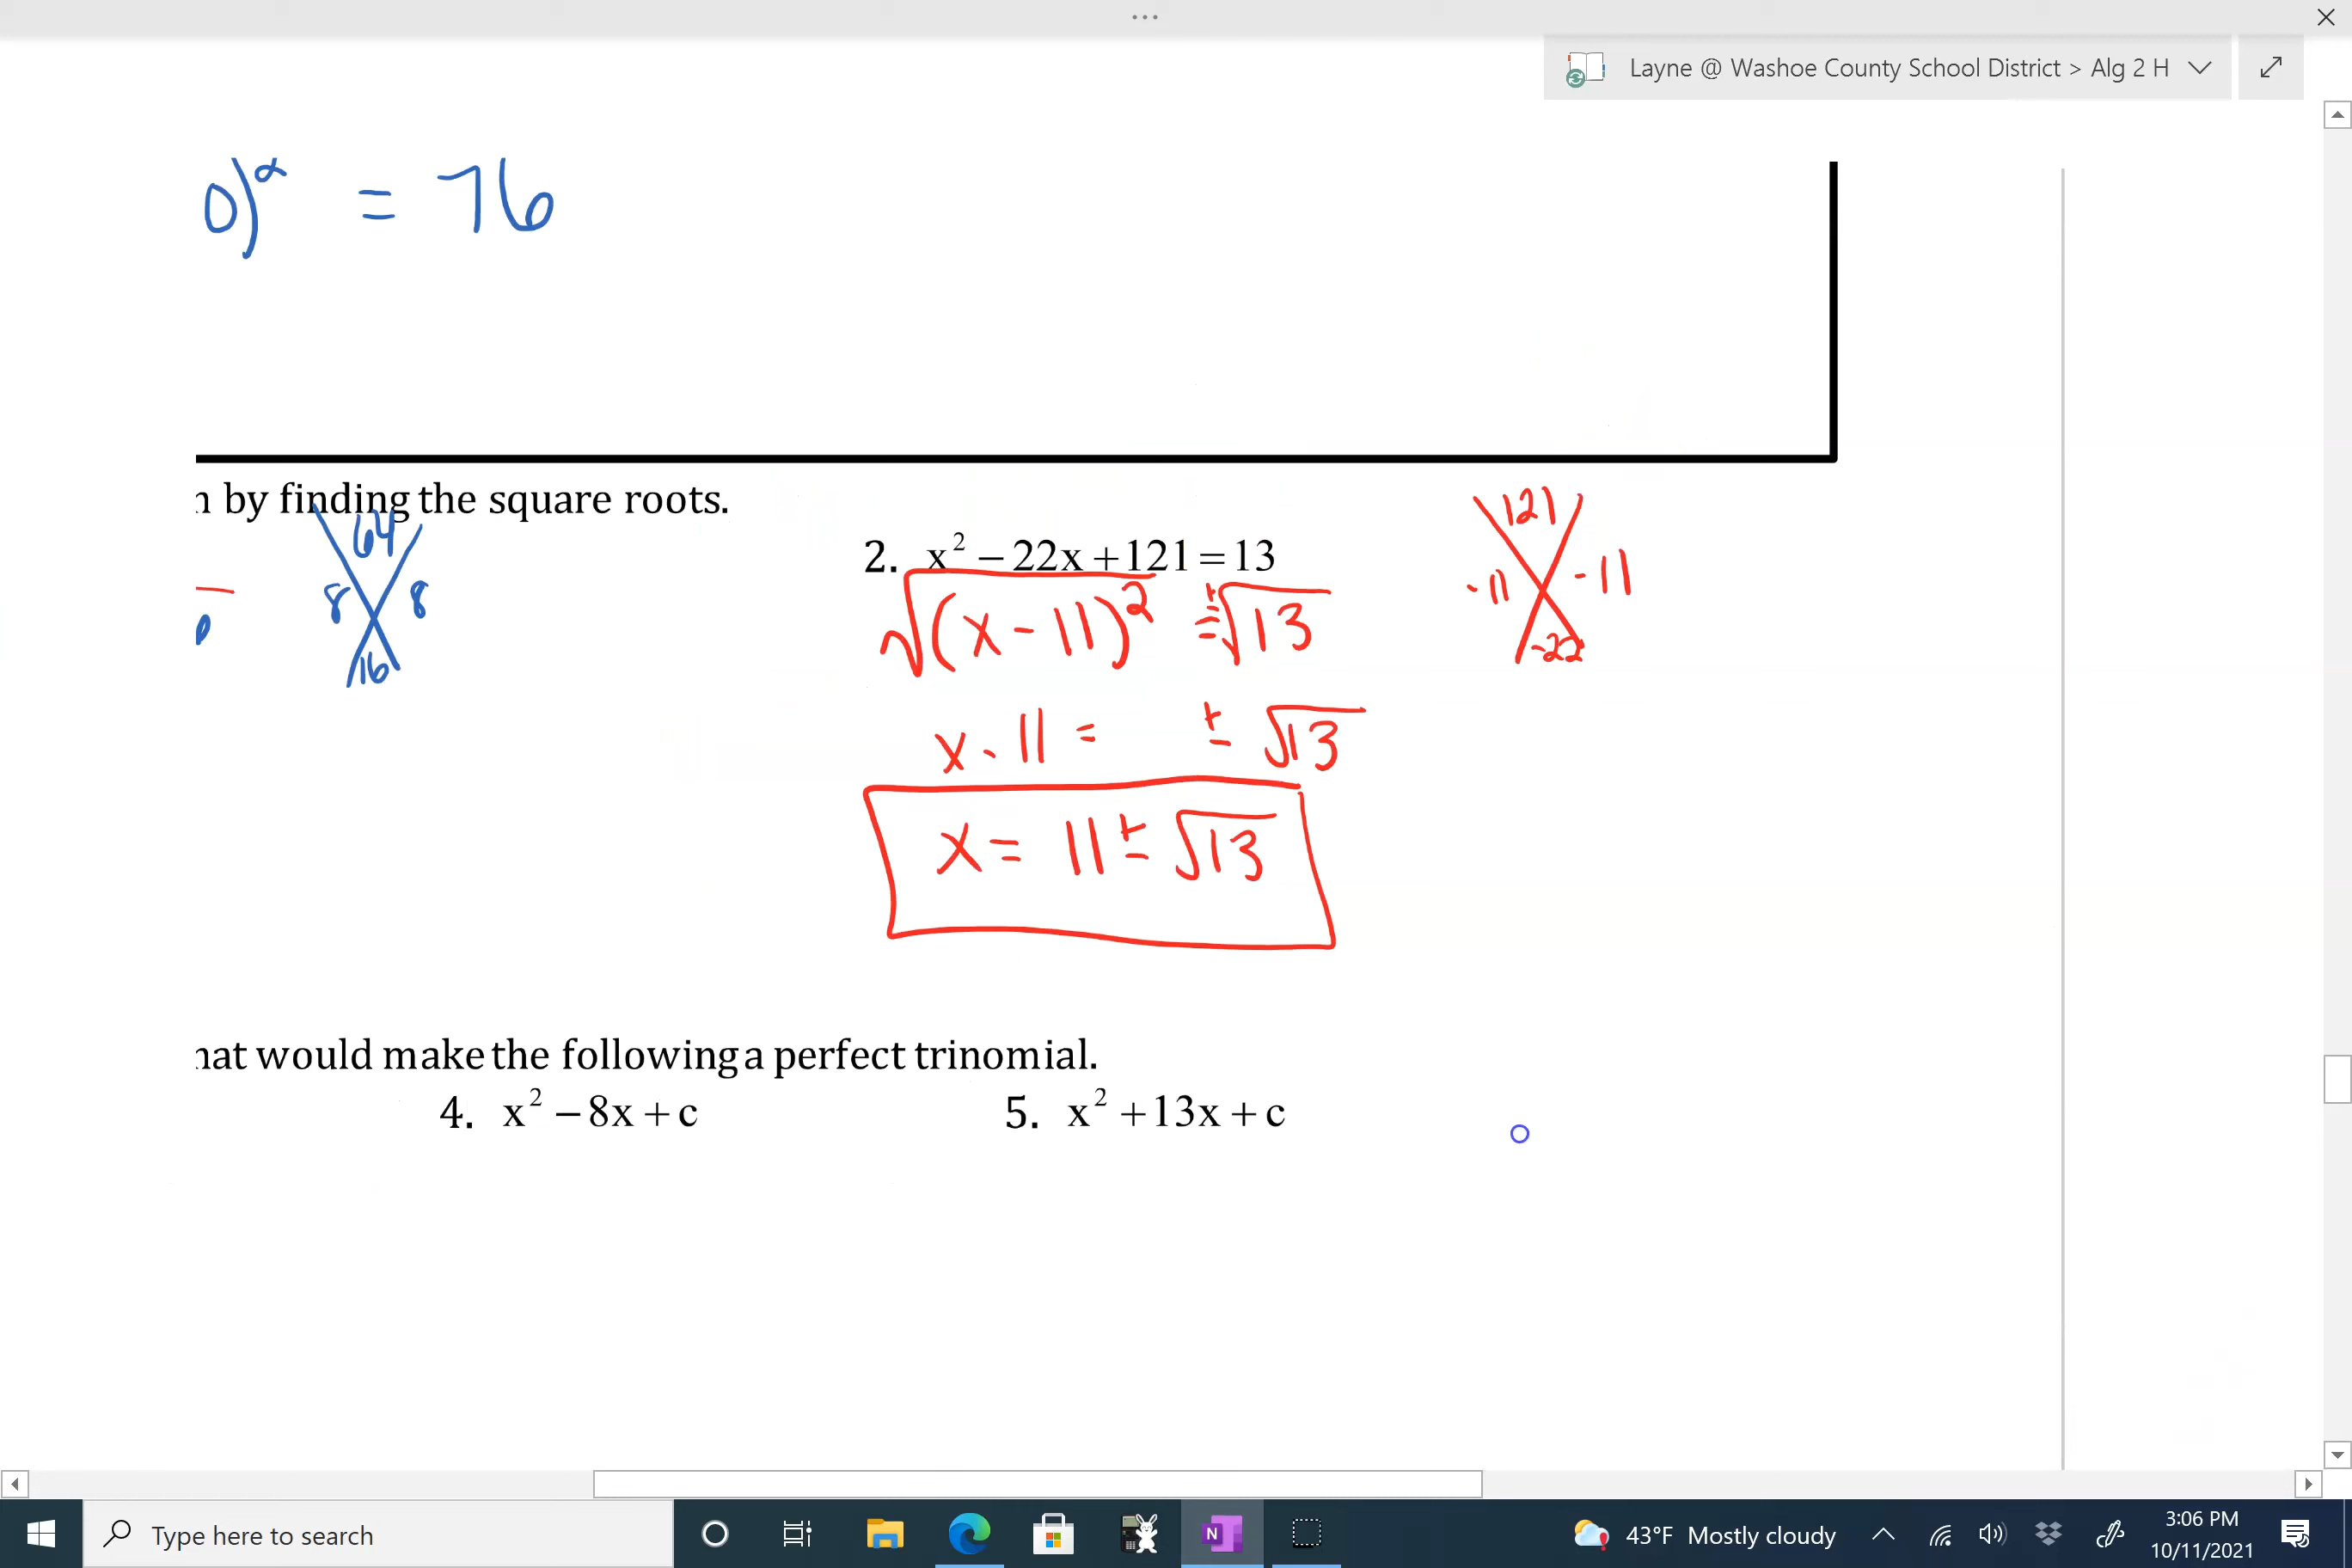 Layne @ Washoe County School District > Alg 2 H
0)² = 76
by finding the square roots.
64
8 8
16
2. x² – 22x + 121 = 13
√(x - 11)² = ±√13
x - 11 = ± √13
x = 11 ± √13
121
-11 -11
-22
hat would make the following a perfect trinomial.
4. x² – 8x + c
5. x² + 13x + c
Type here to search
N
43°F Mostly cloudy
3:06 PM
10/11/2021